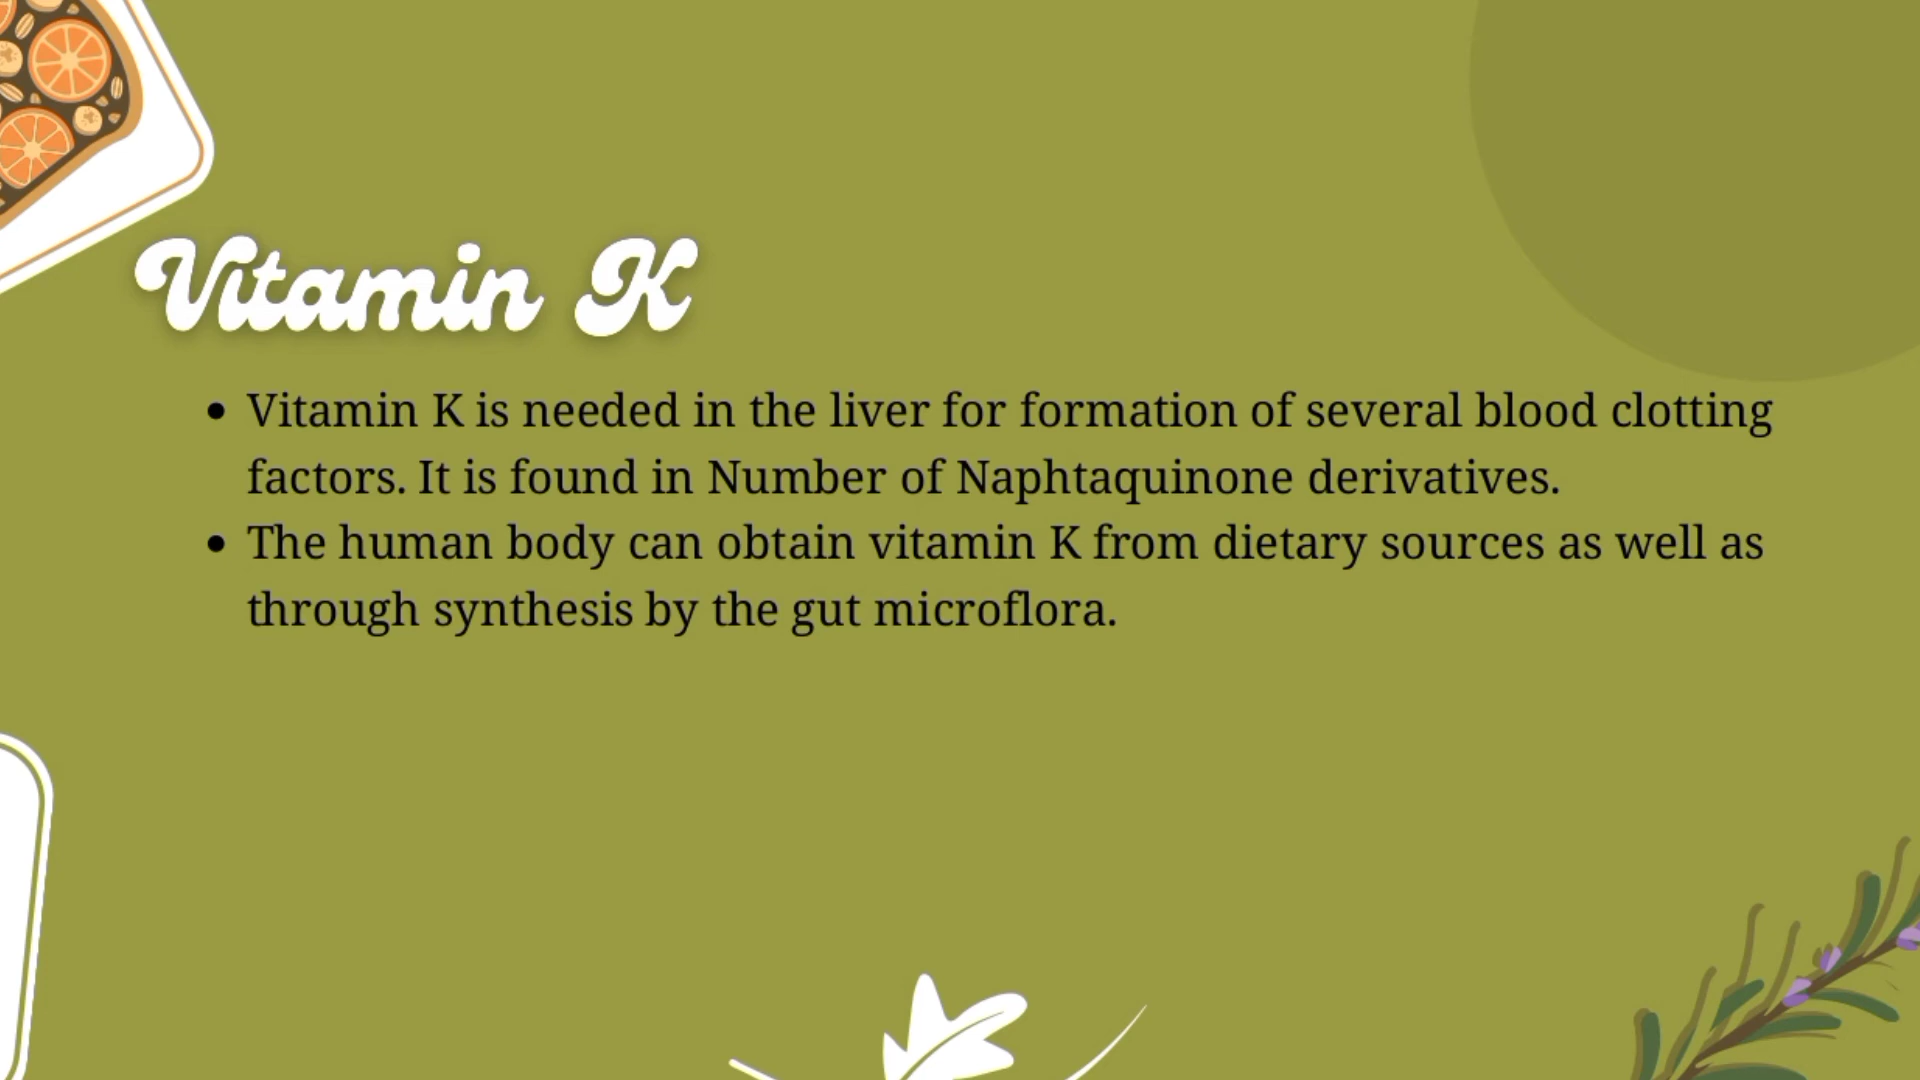 Vitamin K
• Vitamin K is needed in the liver for formation of several blood clotting
factors. It is found in Number of Naphtaquinone derivatives.
• The human body can obtain vitamin K from dietary sources as well as
through synthesis by the gut microflora.